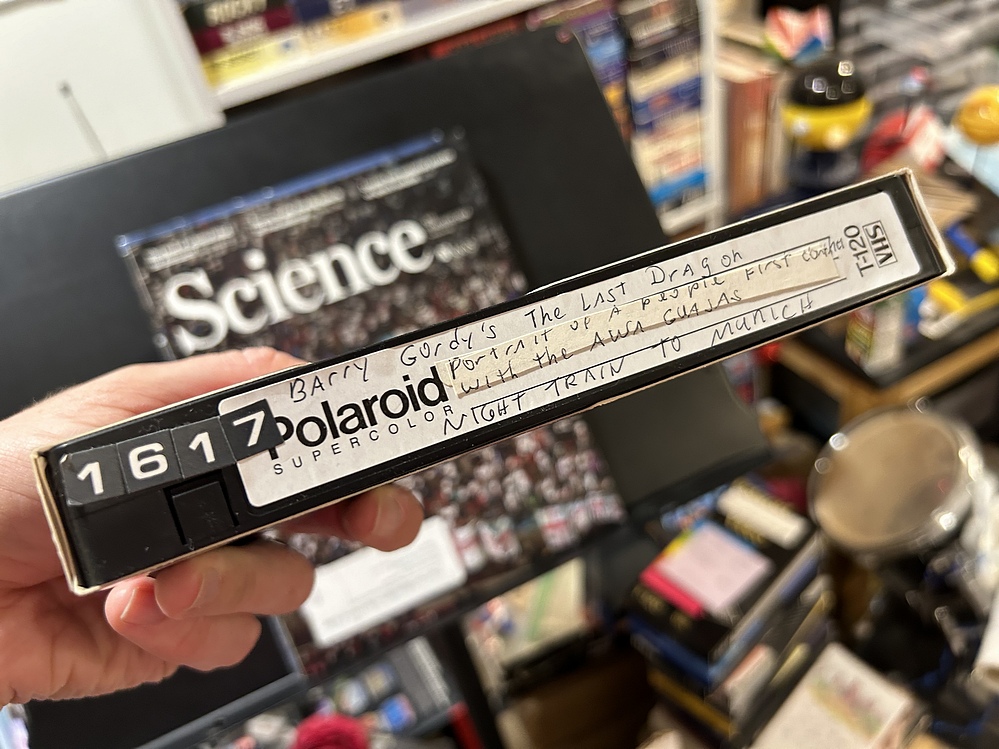 Science
BArry Gordy's The LAst DrAgon
Portrait of A people First contact
with the AWA GUAJAS
NIGHT TRAIN TO MUNICH
Polaroid
SUPERCOLOR
T-120
VHS
1617